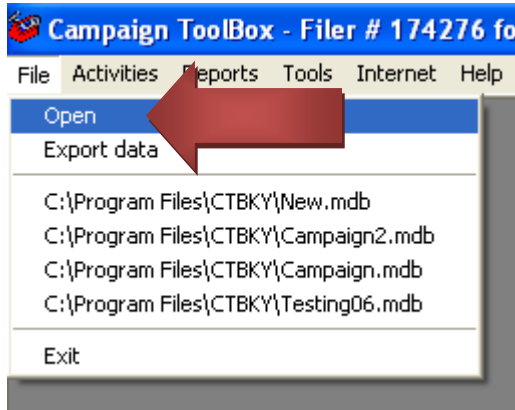 Campaign ToolBox - Filer # 174276 fo
File Activities Reports Tools Internet Help
Open
Export data
C:\Program Files\CTBKY\New.mdb
C:\Program Files\CTBKY\Campaign2.mdb
C:\Program Files\CTBKY\Campaign.mdb
C:\Program Files\CTBKY\Testing06.mdb
Exit